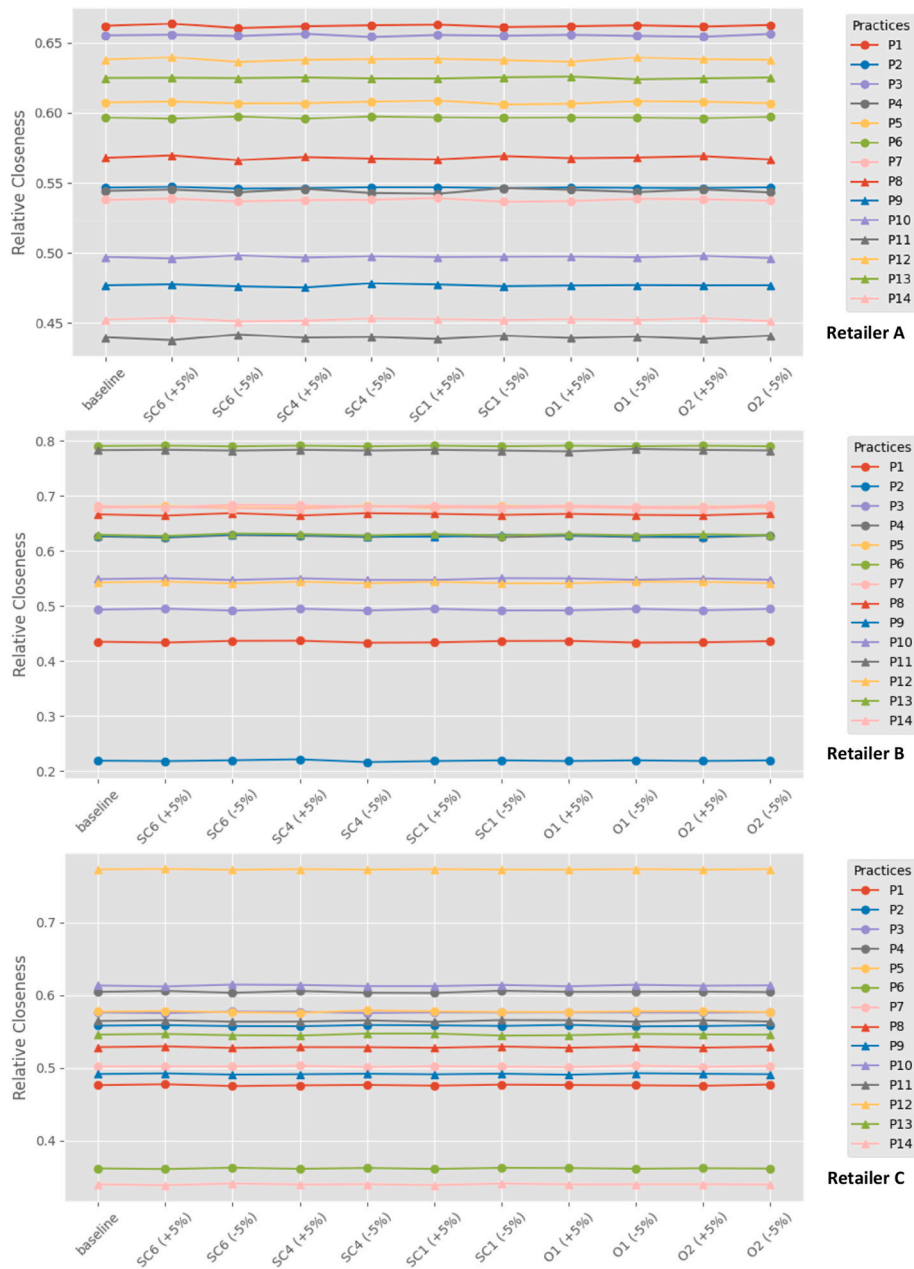 Relative Closeness
0.65
0.60
0.55
0.50
0.45
baseline
SC6 (+5%)
SC6 (-5%)
SC4 (+5%)
SC4 (-5%)
SC1 (+5%)
SC1 (-5%)
O1 (+5%)
O1 (-5%)
O2 (+5%)
O2 (-5%)
Practices
P1
P2
P3
P4
P5
P6
P7
P8
P9
P10
P11
P12
P13
P14
Retailer A
Relative Closeness
0.8
0.7
0.6
0.5
0.4
0.3
0.2
baseline
SC6 (+5%)
SC6 (-5%)
SC4 (+5%)
SC4 (-5%)
SC1 (+5%)
SC1 (-5%)
O1 (+5%)
O1 (-5%)
O2 (+5%)
O2 (-5%)
Practices
P1
P2
P3
P4
P5
P6
P7
P8
P9
P10
P11
P12
P13
P14
Retailer B
Relative Closeness
0.7
0.6
0.5
0.4
baseline
SC6 (+5%)
SC6 (-5%)
SC4 (+5%)
SC4 (-5%)
SC1 (+5%)
SC1 (-5%)
O1 (+5%)
O1 (-5%)
O2 (+5%)
O2 (-5%)
Practices
P1
P2
P3
P4
P5
P6
P7
P8
P9
P10
P11
P12
P13
P14
Retailer C